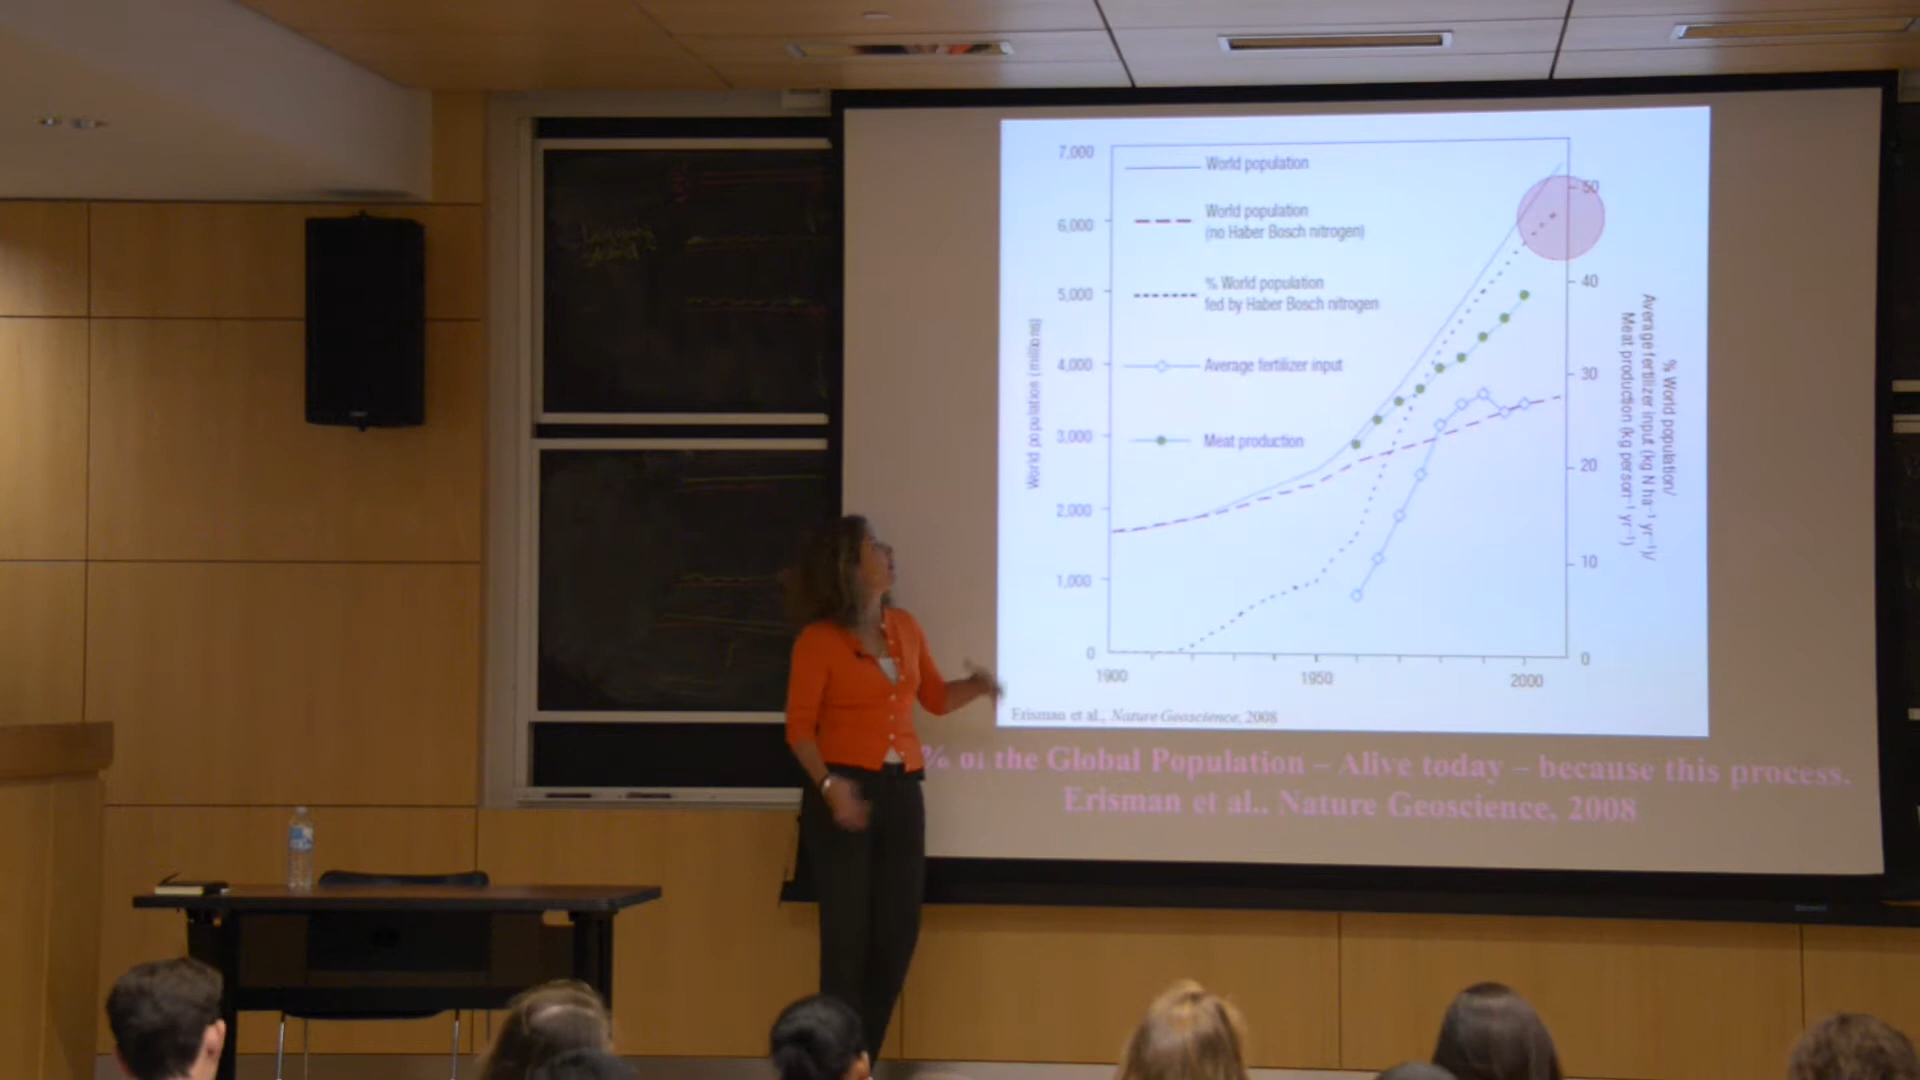 7,000
6,000
5,000
4,000
3,000
2,000
1,000
0
World population (millions)
World population
World population
(no Haber Bosch nitrogen)
% World population
fed by Haber Bosch nitrogen
Average fertilizer input
Meat production
50
40
30
20
10
0
% World population/
Average fertilizer input (kg N ha⁻¹ yr⁻¹)/
Meat production (kg person⁻¹ yr⁻¹)
1900
1950
2000
Erisman et al., Nature Geoscience, 2008
% of the Global Population – Alive today – because this process.
Erisman et al.. Nature Geoscience, 2008